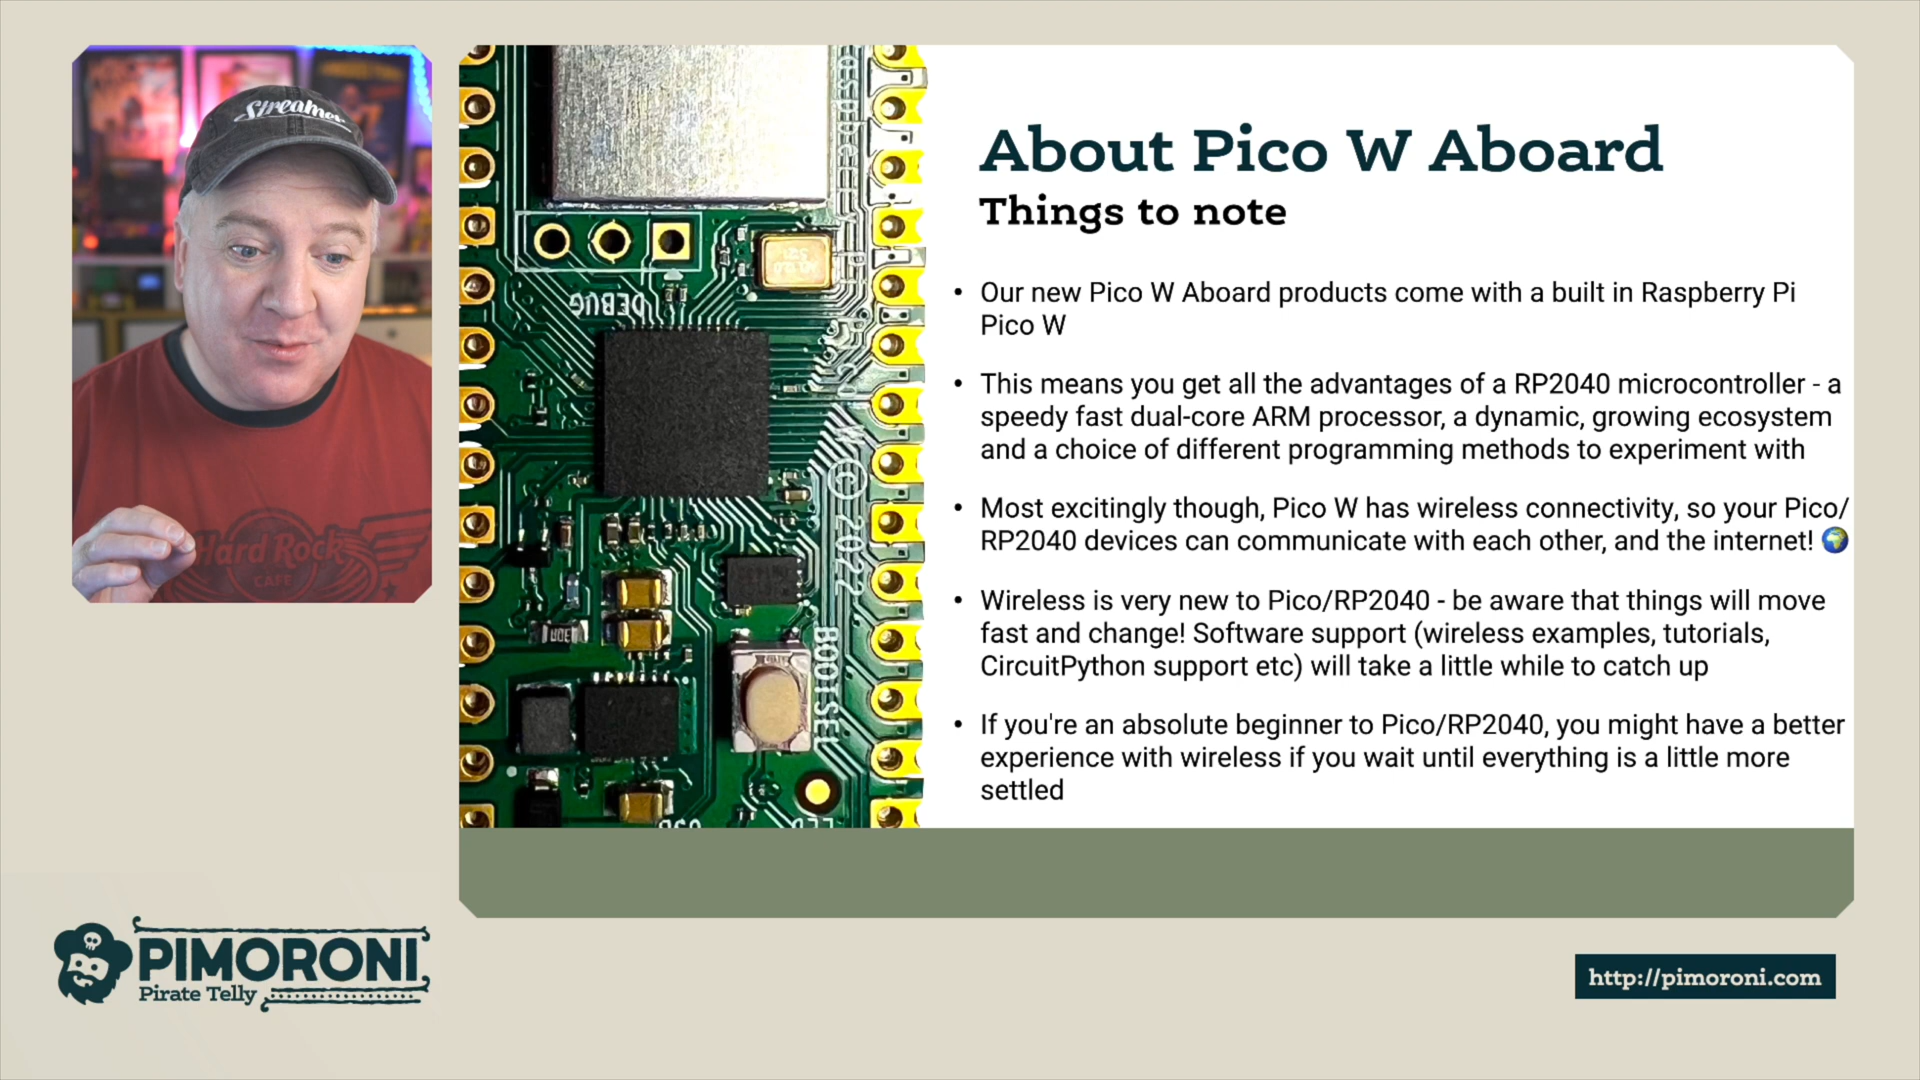 Streamer
Hard Rock
CAFE
DEBUG
W © 2022
BOOTSEL
About Pico W Aboard
Things to note
• Our new Pico W Aboard products come with a built in Raspberry Pi
Pico W
• This means you get all the advantages of a RP2040 microcontroller - a
speedy fast dual-core ARM processor, a dynamic, growing ecosystem
and a choice of different programming methods to experiment with
• Most excitingly though, Pico W has wireless connectivity, so your Pico/
RP2040 devices can communicate with each other, and the internet! 🌍
• Wireless is very new to Pico/RP2040 - be aware that things will move
fast and change! Software support (wireless examples, tutorials,
CircuitPython support etc) will take a little while to catch up
• If you're an absolute beginner to Pico/RP2040, you might have a better
experience with wireless if you wait until everything is a little more
settled
PIMORONI
Pirate Telly
http://pimoroni.com